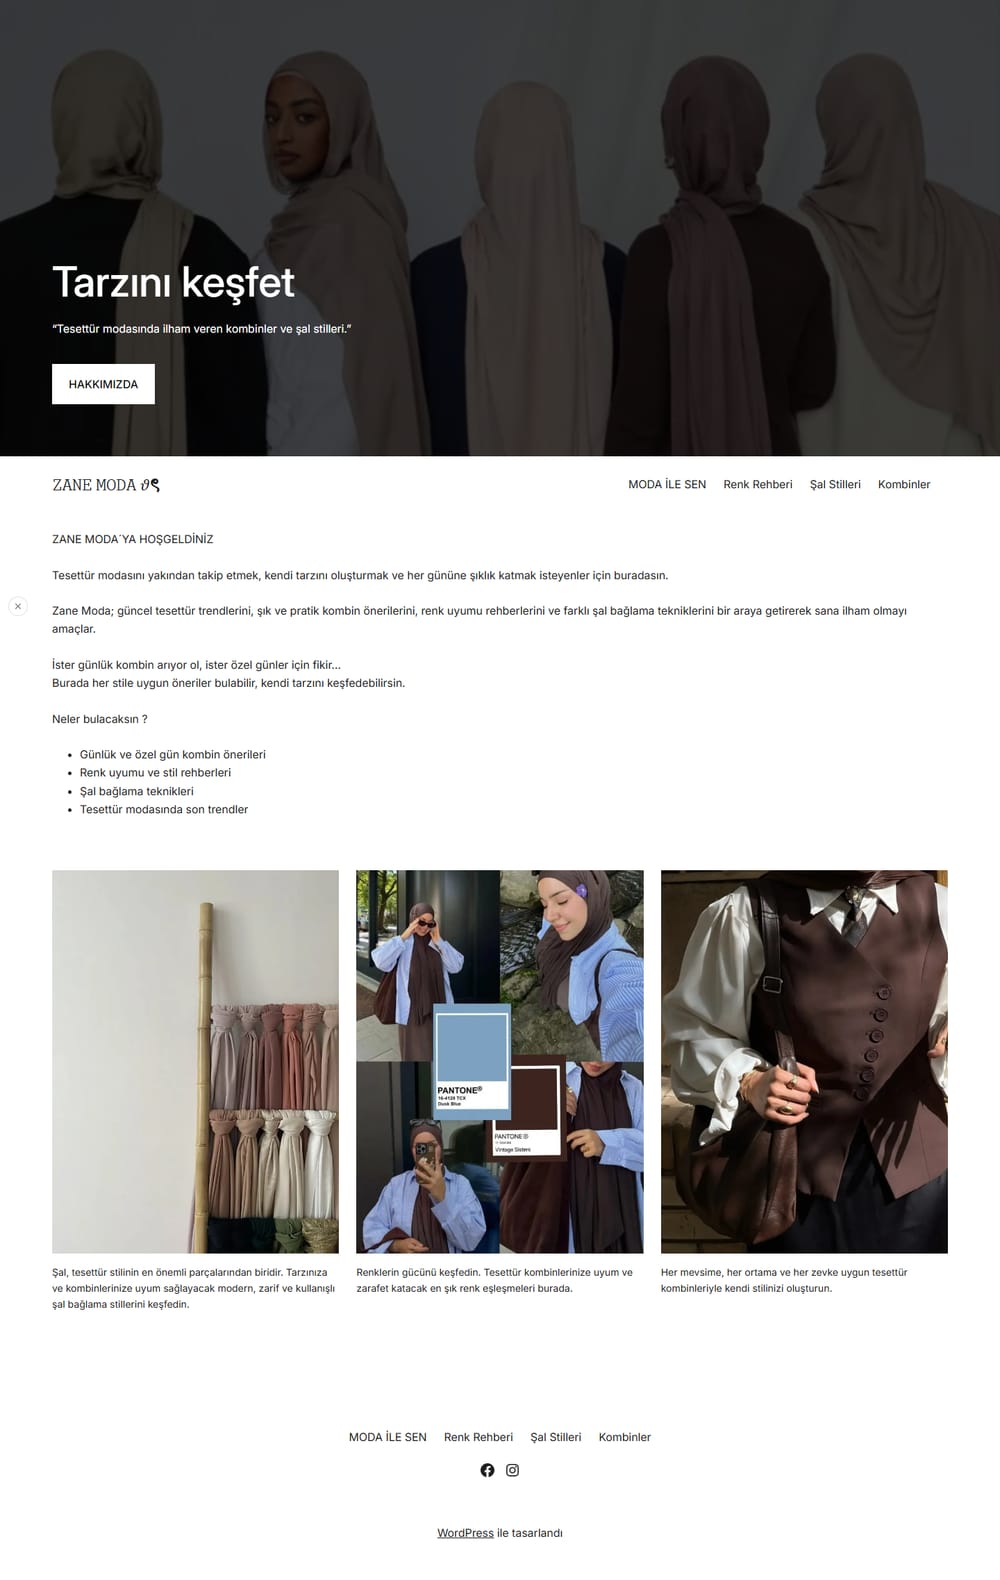 Tarzını keşfet
“Tesettür modasında ilham veren kombinler ve şal stilleri.”
HAKKIMIZDA
ZANE MODA
MODA İLE SEN
Renk Rehberi
Şal Stilleri
Kombinler
ZANE MODA´YA HOŞGELDİNİZ
Tesettür modasını yakından takip etmek, kendi tarzını oluşturmak ve her gününe şıklık katmak isteyenler için buradasın.
Zane Moda; güncel tesettür trendlerini, şık ve pratik kombin önerilerini, renk uyumu rehberlerini ve farklı şal bağlama tekniklerini bir araya getirerek sana ilham olmayı
amaçlar.
İster günlük kombin arıyor ol, ister özel günler için fikir…
Burada her stile uygun öneriler bulabilir, kendi tarzını keşfedebilirsin.
Neler bulacaksın ?
• Günlük ve özel gün kombin önerileri
• Renk uyumu ve stil rehberleri
• Şal bağlama teknikleri
• Tesettür modasında son trendler
PANTONE®
16-4120 TCX
Dusk Blue
PANTONE®
Vintage Sistem
Şal, tesettür stilinin en önemli parçalarından biridir. Tarzınıza
ve kombinlerinize uyum sağlayacak modern, zarif ve kullanışlı
şal bağlama stillerini keşfedin.
Renklerin gücünü keşfedin. Tesettür kombinlerinize uyum ve
zarafet katacak en şık renk eşleşmeleri burada.
Her mevsime, her ortama ve her zevke uygun tesettür
kombinleriyle kendi stilinizi oluşturun.
MODA İLE SEN
Renk Rehberi
Şal Stilleri
Kombinler
WordPress ile tasarlandı